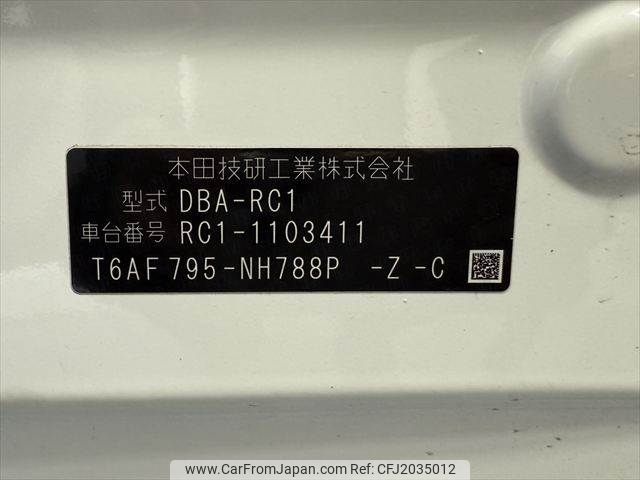 本田技研工業株式会社
型式 DBA-RC1
車台番号 RC1-1103411
T6AF 795-NH788P -Z -C
www.CarFromJapan.com - CFJ2035012